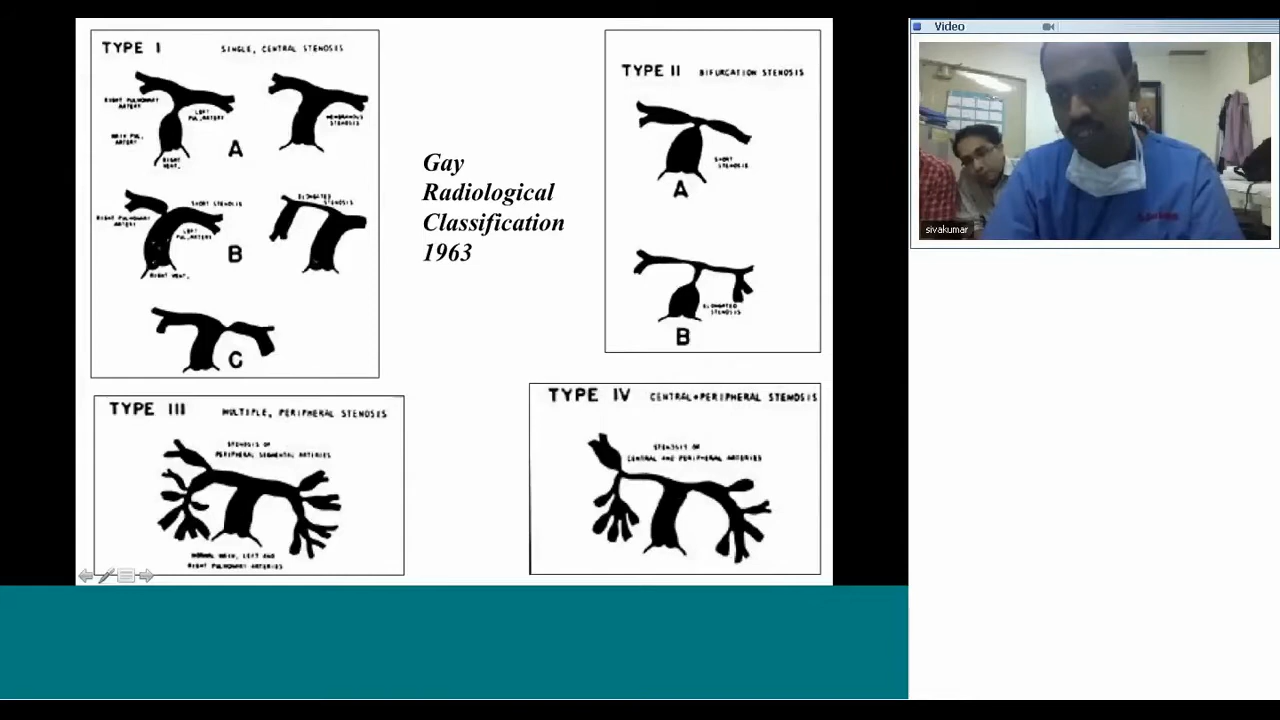 TYPE I
SINGLE, CENTRAL STENOSIS
RIGHT PULMONARY
ARTERY
LEFT
PUL. ARTERY
MAIN PUL.
ARTERY
RIGHT
VENT.
MEMBRANOUS
STENOSIS
A
RIGHT PULMONARY
ARTERY
SHORT STENOSIS
LEFT
PUL. ARTERY
RIGHT VENT.
B
ELONGATED
STENOSIS
C
Gay
Radiological
Classification
1963
TYPE II
BIFURCATION STENOSIS
SHORT
STENOSIS
A
ELONGATED
STENOSIS
B
TYPE III
MULTIPLE, PERIPHERAL STENOSIS
STENOSIS OF
PERIPHERAL SEGMENTAL ARTERIES
NORMAL MAIN, LEFT AND
RIGHT PULMONARY ARTERIES
TYPE IV
CENTRAL+PERIPHERAL STENOSIS
STENOSIS OF
CENTRAL AND PERIPHERAL ARTERIES
Video
sivakumar